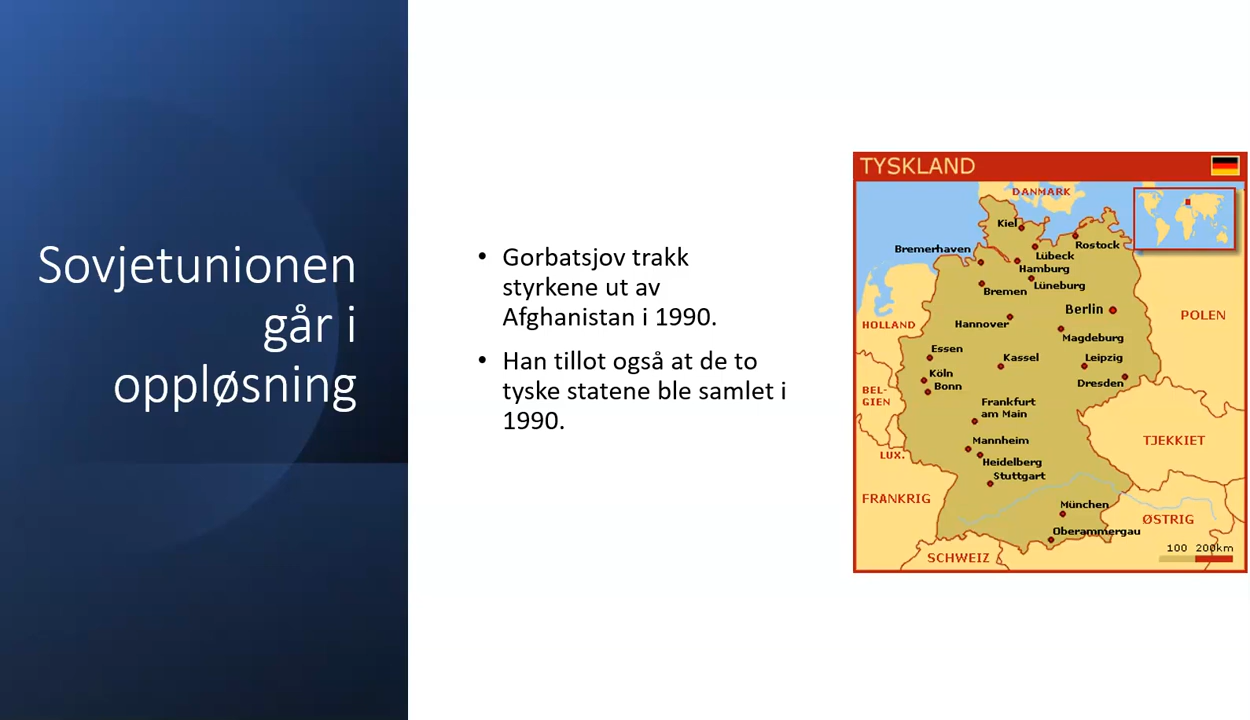 Sovjetunionen
går i
oppløsning
• Gorbatsjov trakk
styrkene ut av
Afghanistan i 1990.
• Han tillot også at de to
tyske statene ble samlet i
1990.
TYSKLAND
DANMARK
Kiel
Rostock
Bremerhaven
Lübeck
Hamburg
Lüneburg
Bremen
Berlin
HOLLAND
Hannover
POLEN
Magdeburg
Essen
Kassel
Leipzig
Köln
Dresden
Bonn
BEL-
GIEN
Frankfurt
am Main
Mannheim
TJEKKIET
LUX.
Heidelberg
Stuttgart
FRANKRIG
München
ØSTRIG
Oberammergau
100 200km
SCHWEIZ